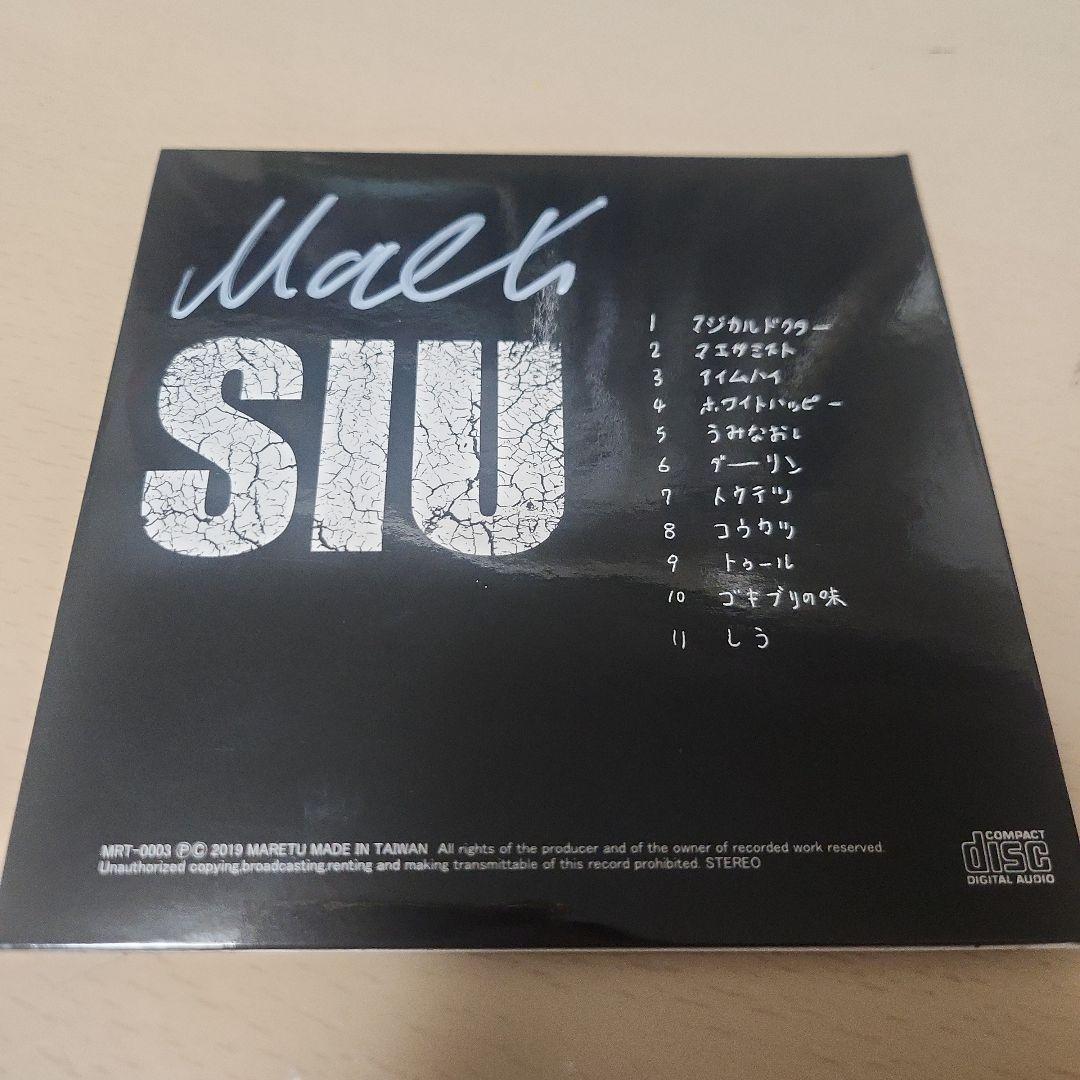 Maretu
SIU
1 マジカルドクター
2 マエガミスト
3 アイムハイ
4 ホワイトハッピー
5 うみなおし
6 ダーリン
7 トウテツ
8 コウカツ
9 トゥール
10 ゴキブリの味
11 しう
MRT-0003 ⓅⒸ 2019 MARETU MADE IN TAIWAN All rights of the producer and of the owner of recorded work reserved.
Unauthorized copying,broadcasting,renting and making transmittable of this record prohibited. STEREO
COMPACT
disc
DIGITAL AUDIO